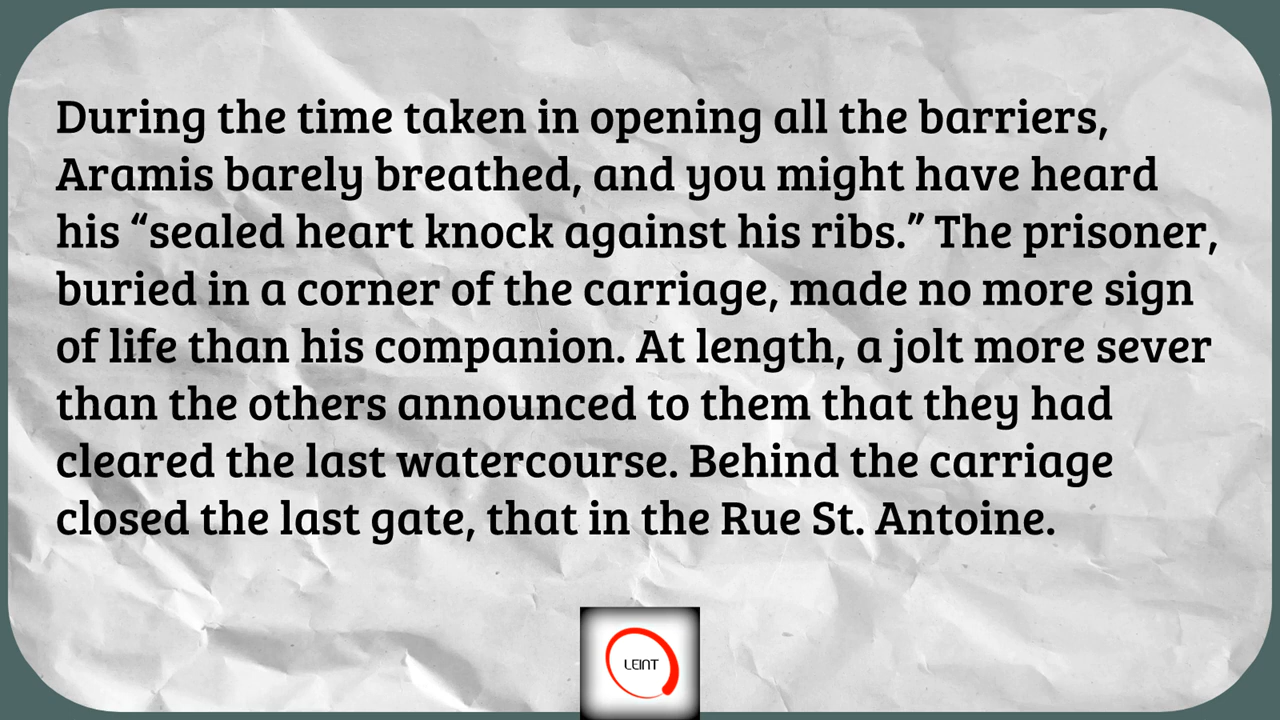 During the time taken in opening all the barriers,
Aramis barely breathed, and you might have heard
his “sealed heart knock against his ribs.” The prisoner,
buried in a corner of the carriage, made no more sign
of life than his companion. At length, a jolt more sever
than the others announced to them that they had
cleared the last watercourse. Behind the carriage
closed the last gate, that in the Rue St. Antoine.
LEINT